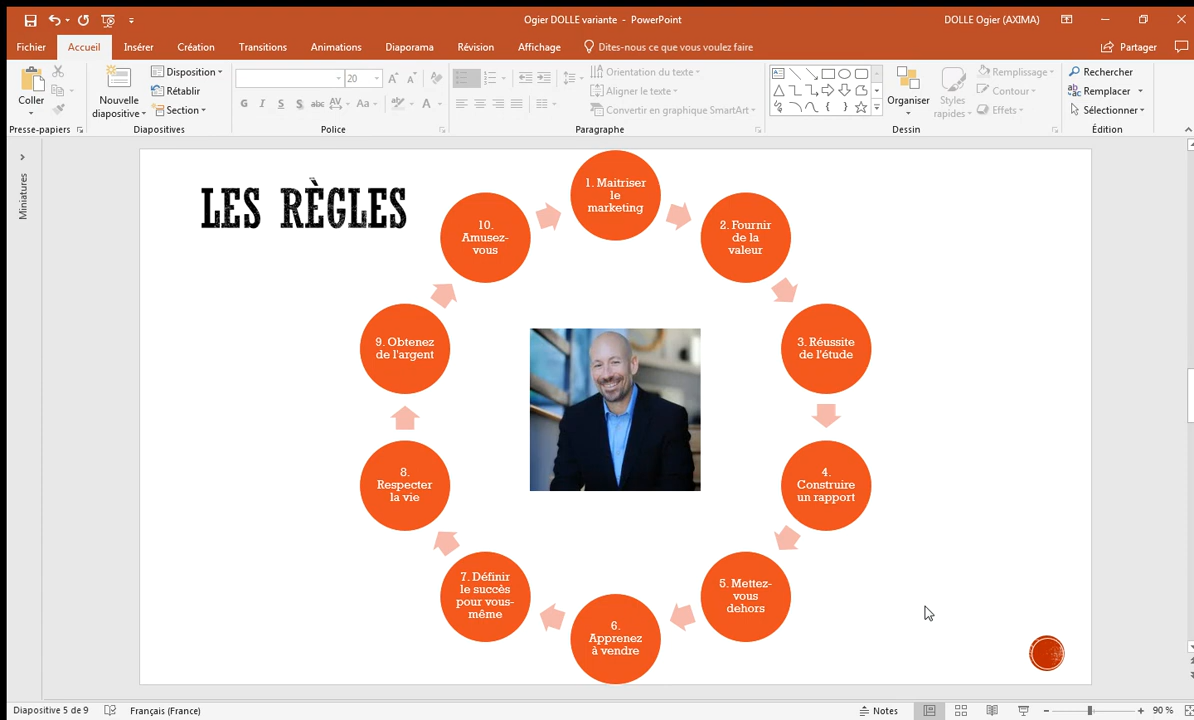 Ogier DOLLE variante - PowerPoint
DOLLE Ogier (AXIMA)
Fichier Accueil Insérer Création Transitions Animations Diaporama Révision Affichage Dites-nous ce que vous voulez faire Partager
Coller
Presse-papiers
Nouvelle
diapositive
Disposition
Rétablir
Section
Diapositives
20
G I S S abc AV Aa A
Police
Orientation du texte
Aligner le texte
Convertir en graphique SmartArt
Paragraphe
Organiser
Styles
rapides
Remplissage
Contour
Effets
Dessin
Rechercher
Remplacer
Sélectionner
Édition
Miniatures
LES RÈGLES
1. Maitriser
le
marketing
2. Fournir
de la
valeur
3. Réussite
de l'étude
4.
Construire
un rapport
5. Mettez-
vous
dehors
6.
Apprenez
à vendre
7. Définir
le succès
pour vous-
même
8.
Respecter
la vie
9. Obtenez
de l'argent
10.
Amusez-
vous
Diapositive 5 de 9 Français (France) Notes 90 %